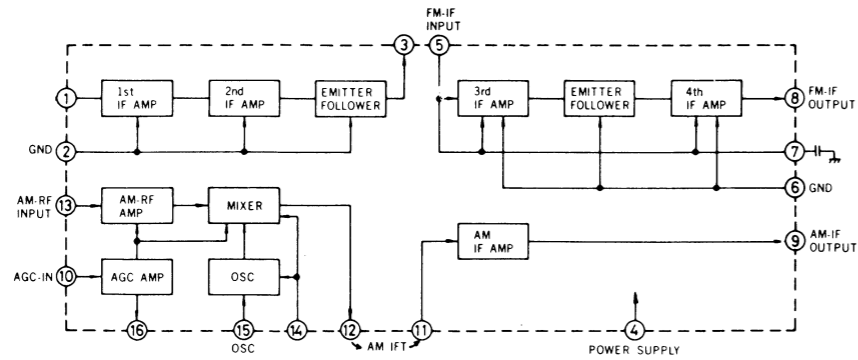 FM-IF
INPUT
3
5
1
1st
IF AMP
2nd
IF AMP
EMITTER
FOLLOWER
3rd
IF AMP
EMITTER
FOLLOWER
4th
IF AMP
8
FM-IF
OUTPUT
GND
2
7
6
GND
AM-RF
INPUT
13
AM-RF
AMP
MIXER
AM
IF AMP
9
AM-IF
OUTPUT
AGC-IN
10
AGC AMP
OSC
16
15
14
12
11
4
OSC
AM IFT
POWER SUPPLY